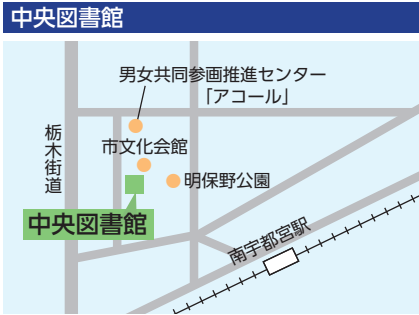 中央図書館
男女共同参画推進センター
「アコール」
栃木街道
市文化会館
明保野公園
中央図書館
南宇都宮駅